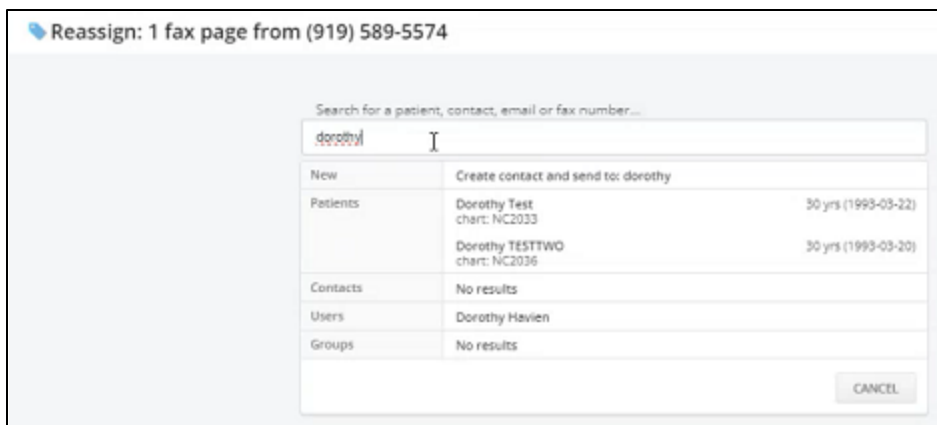 Reassign: 1 fax page from (919) 589-5574
Search for a patient, contact, email or fax number...
dorothy
New Create contact and send to: dorothy
Patients Dorothy Test 30 yrs (1993-03-22)
chart: NC2033
Dorothy TESTTWO 30 yrs (1993-03-20)
chart: NC2036
Contacts No results
Users Dorothy Havien
Groups No results
CANCEL